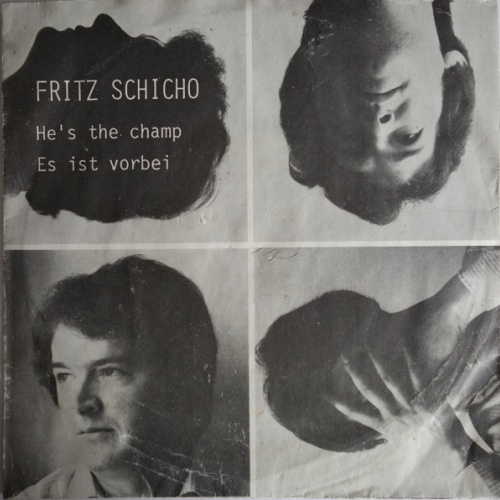 FRITZ SCHICHO
He's the champ
Es ist vorbei